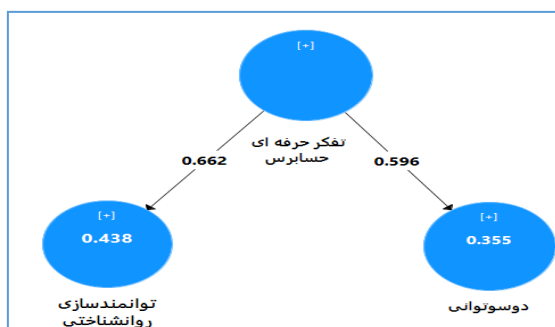 [+]
تفکر حرفه ای
حسابرس
0.662
0.596
[+]
0.438
[+]
0.355
توانمندسازی
روانشناختی
دوسوتوانی